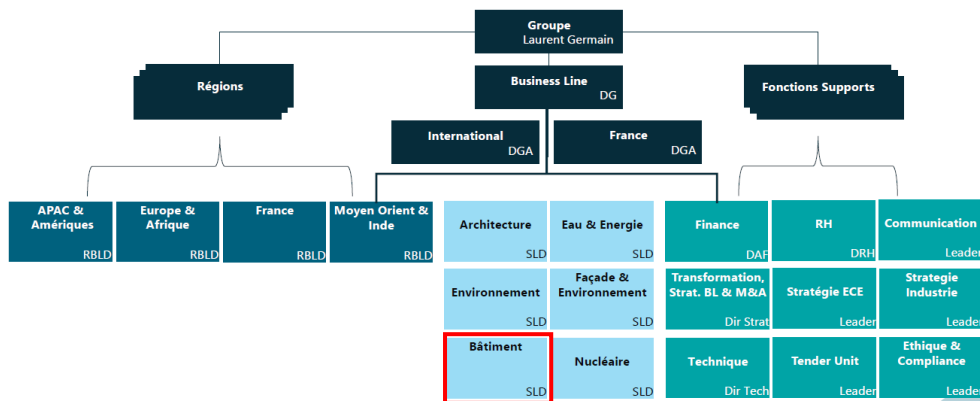 Groupe
Laurent Germain
Régions
Business Line
DG
Fonctions Supports
International
DGA
France
DGA
APAC &
Amériques
RBLD
Europe &
Afrique
RBLD
France
RBLD
Moyen Orient &
Inde
RBLD
Architecture
SLD
Eau & Energie
SLD
Finance
DAF
RH
DRH
Communication
Leader
Environnement
SLD
Façade &
Environnement
SLD
Transformation,
Strat. BL & M&A
Dir Strat
Stratégie ECE
Leader
Strategie
Industrie
Leader
Bâtiment
SLD
Nucléaire
SLD
Technique
Dir Tech
Tender Unit
Leader
Ethique &
Compliance
Leader